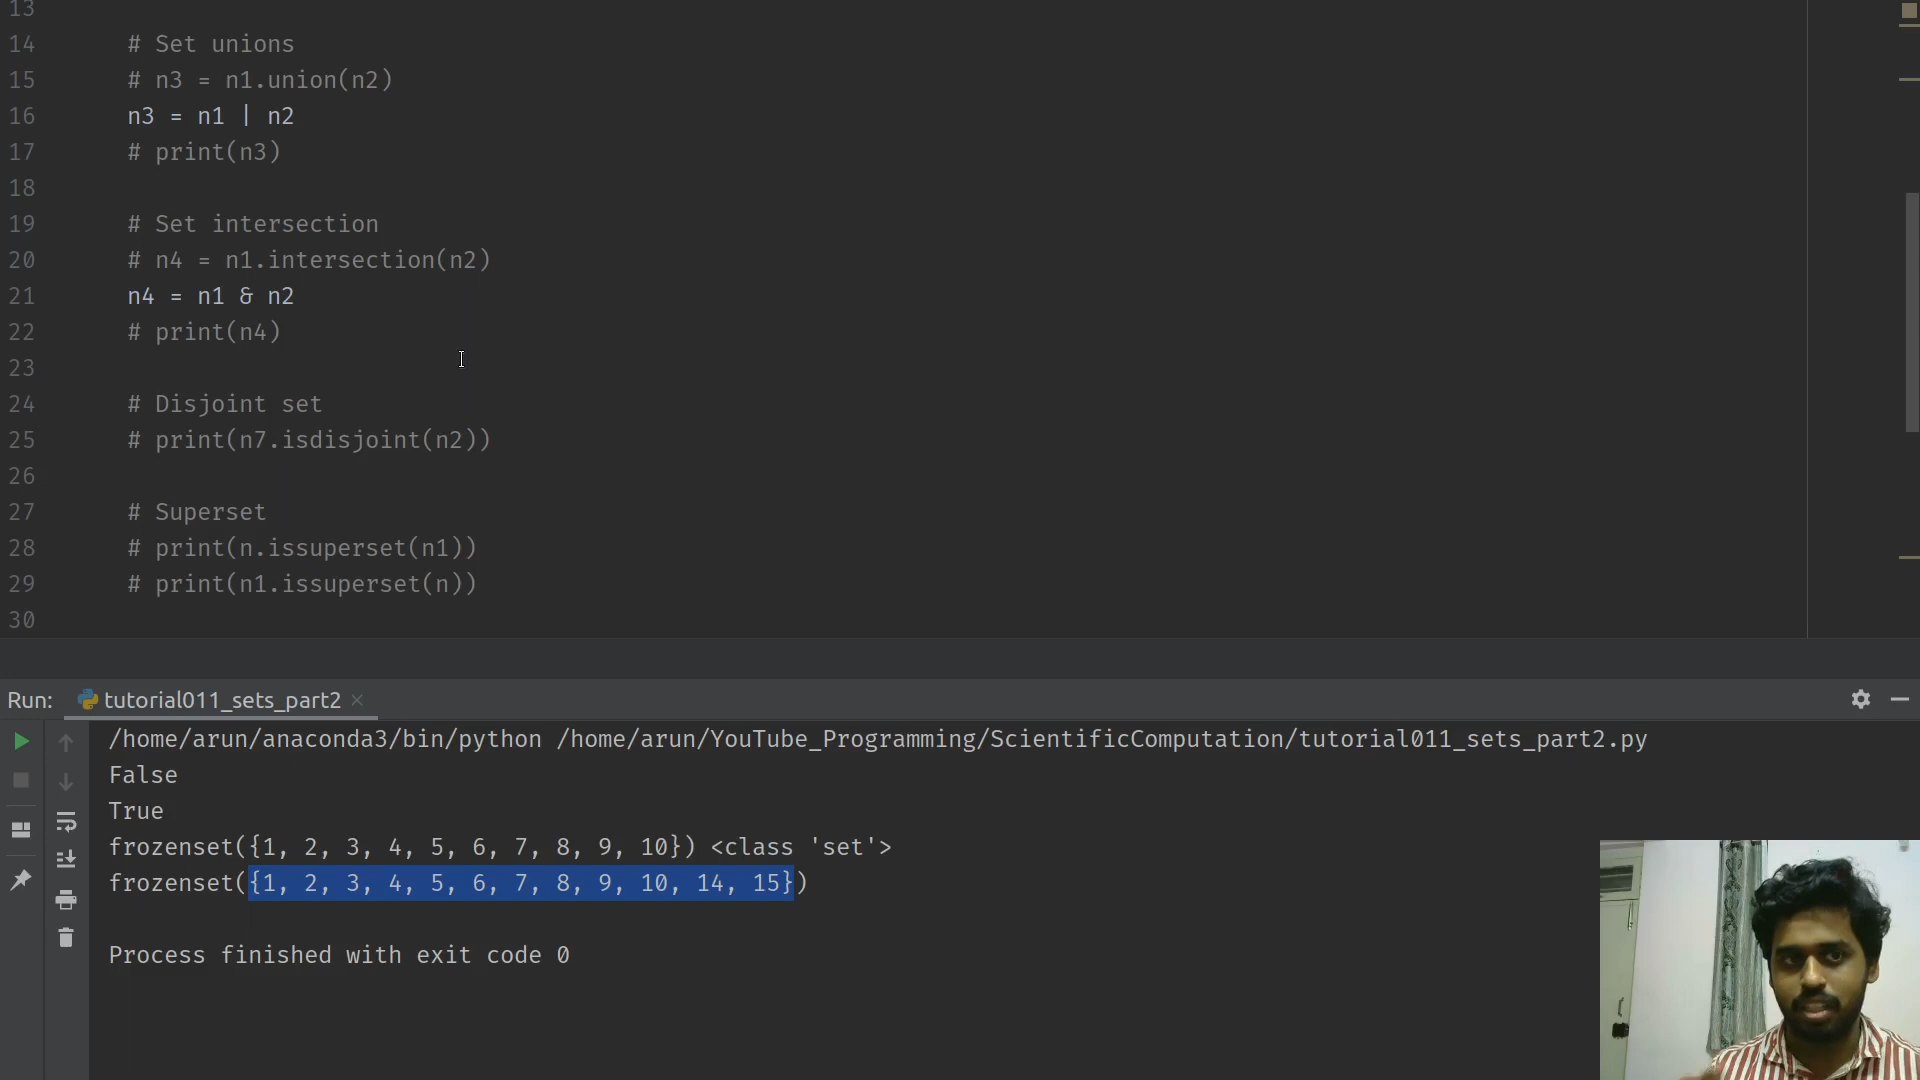 13
14 # Set unions
15 # n3 = n1.union(n2)
16 n3 = n1 | n2
17 # print(n3)
18
19 # Set intersection
20 # n4 = n1.intersection(n2)
21 n4 = n1 & n2
22 # print(n4)
23
24 # Disjoint set
25 # print(n7.isdisjoint(n2))
26
27 # Superset
28 # print(n.issuperset(n1))
29 # print(n1.issuperset(n))
30
Run: tutorial011_sets_part2
/home/arun/anaconda3/bin/python /home/arun/YouTube_Programming/ScientificComputation/tutorial011_sets_part2.py
False
True
frozenset({1, 2, 3, 4, 5, 6, 7, 8, 9, 10}) <class 'set'>
frozenset({1, 2, 3, 4, 5, 6, 7, 8, 9, 10, 14, 15})
Process finished with exit code 0